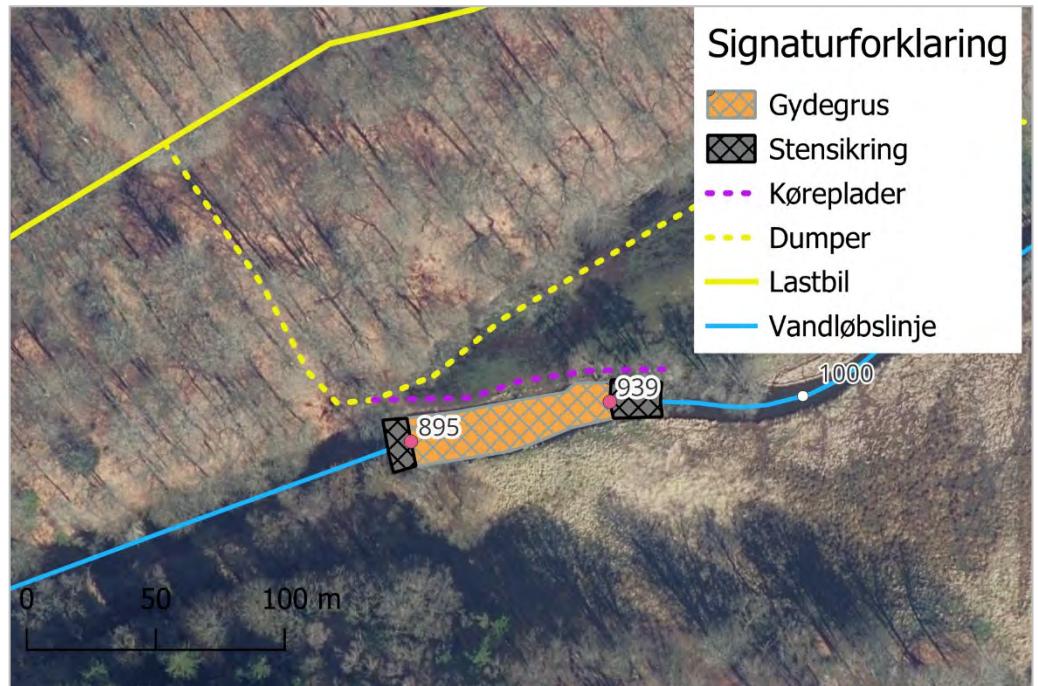 Signaturforklaring
Gydegrus
Stensikring
Køreplader
Dumper
Lastbil
Vandløbslinje
1000
939
895
0 50 100 m